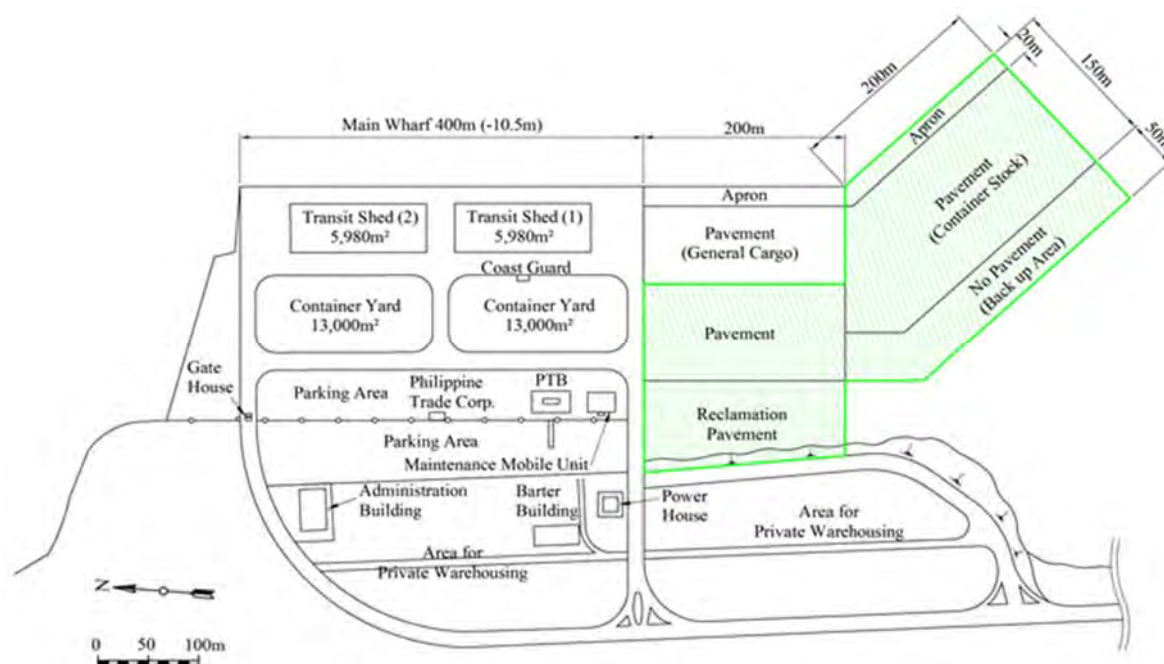 200m
20m
150m
50m
Main Wharf 400m (-10.5m)
200m
Apron
Apron
Transit Shed (2)
5,980m²
Transit Shed (1)
5,980m²
Pavement
(General Cargo)
Pavement
(Container Stock)
No Pavement
(Back up Area)
Coast Guard
Container Yard
13,000m²
Container Yard
13,000m²
Pavement
Gate
House
Parking Area
Philippine
Trade Corp.
PTB
Reclamation
Pavement
Parking Area
Maintenance Mobile Unit
Administration
Building
Barter
Building
Power
House
Area for
Private Warehousing
Area for
Private Warehousing
N
0 50 100m